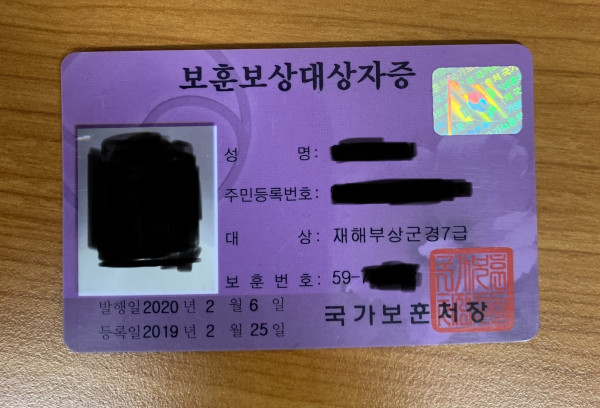 보훈보상대상자증
성 명:
주민등록번호:
대 상: 재해부상군경7급
보훈번호: 59-
발행일2020년 2 월 6 일
등록일2019년 2 월 25일
국가보훈처장